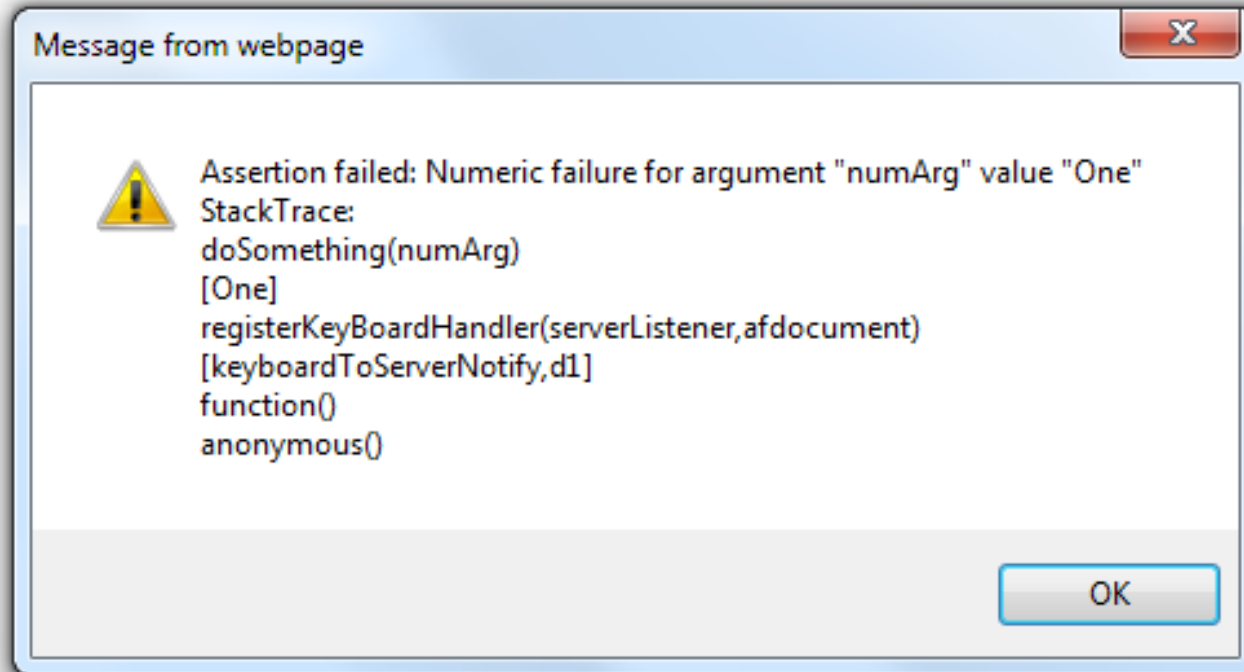 Message from webpage
Assertion failed: Numeric failure for argument "numArg" value "One"
StackTrace:
doSomething(numArg)
[One]
registerKeyBoardHandler(serverListener,afdocument)
[keyboardToServerNotify,d1]
function()
anonymous()
OK